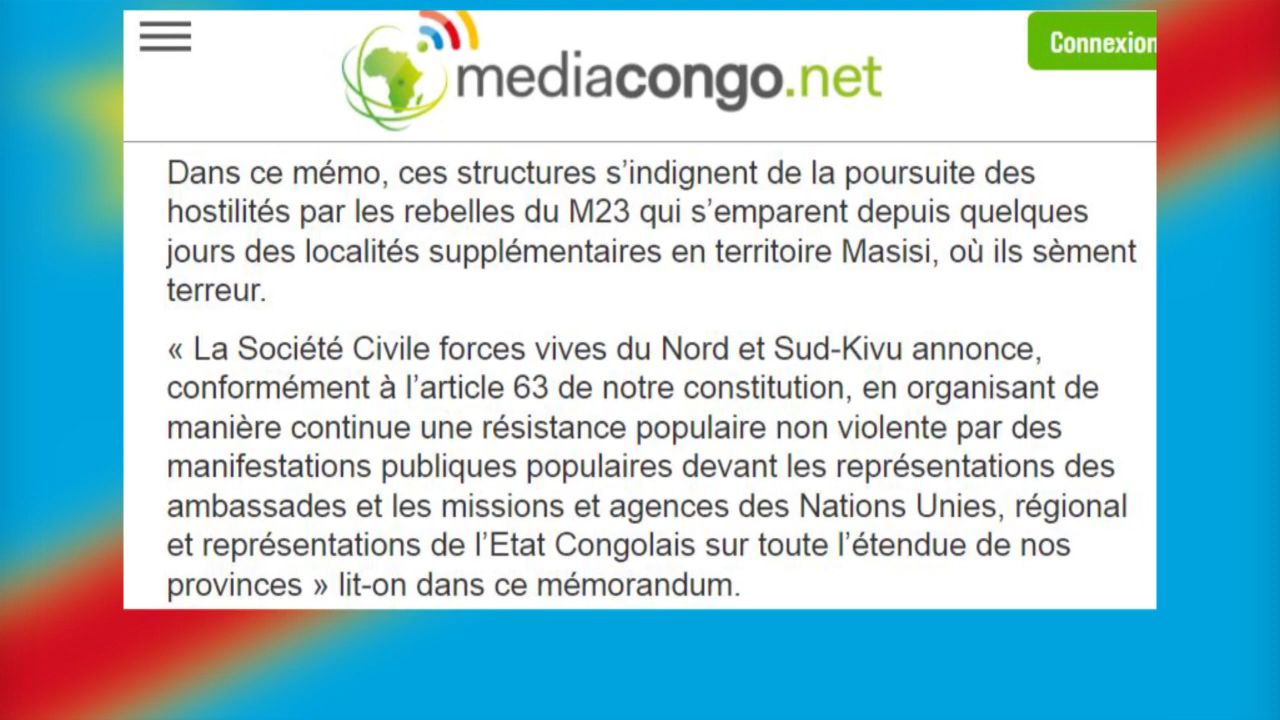 mediacongo.net
Connexion
Dans ce mémo, ces structures s’indignent de la poursuite des
hostilités par les rebelles du M23 qui s’emparent depuis quelques
jours des localités supplémentaires en territoire Masisi, où ils sèment
terreur.
« La Société Civile forces vives du Nord et Sud-Kivu annonce,
conformément à l’article 63 de notre constitution, en organisant de
manière continue une résistance populaire non violente par des
manifestations publiques populaires devant les représentations des
ambassades et les missions et agences des Nations Unies, régional
et représentations de l’Etat Congolais sur toute l’étendue de nos
provinces » lit-on dans ce mémorandum.